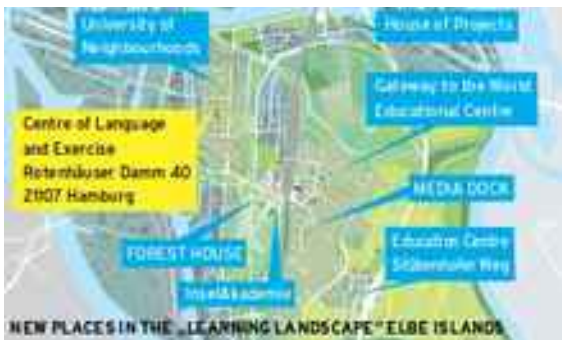 University of
Neighbourhoods
House of Projects
Gateway to the World
Educational Centre
Centre of Language
and Exercise
Rotenhäuser Damm 40
21107 Hamburg
MEDIA DOCK
FOREST HOUSE
Education Centre
Stübenhofer Weg
InselAkademie
NEW PLACES IN THE „LEARNING LANDSCAPE" ELBE ISLANDS